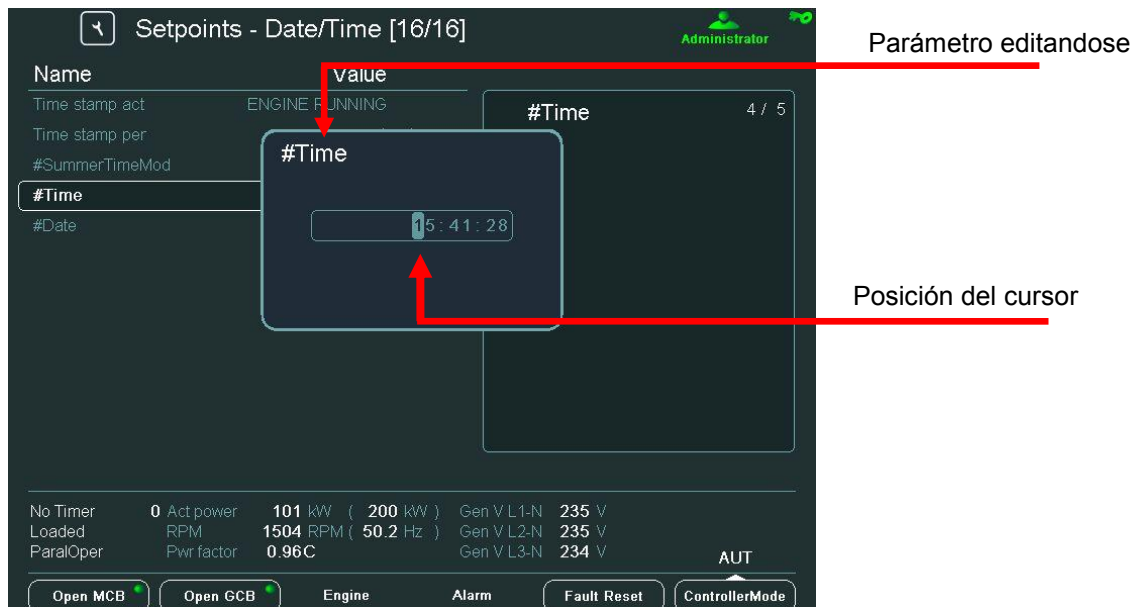 Setpoints - Date/Time [16/16]
Administrator
Parámetro editandose
Name Value
Time stamp act ENGINE RUNNING
#Time 4 / 5
Time stamp per
#Time
#SummerTimeMod
#Time
15:41:28
#Date
Posición del cursor
No Timer 0 Act power 101 kW ( 200 kW ) Gen V L1-N 235 V
Loaded RPM 1504 RPM ( 50.2 Hz ) Gen V L2-N 235 V
ParalOper Pwr factor 0.96C Gen V L3-N 234 V
AUT
Open MCB Open GCB Engine Alarm Fault Reset ControllerMode